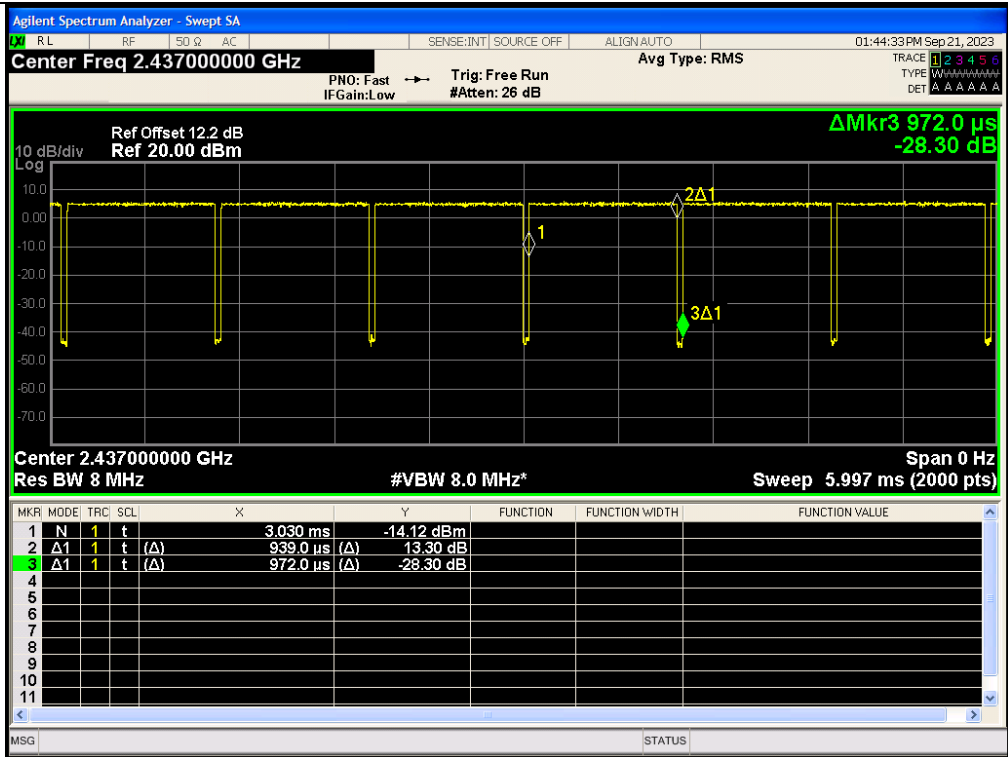 Agilent Spectrum Analyzer - Swept SA
LXI RL RF 50 Ω AC SENSE:INT SOURCE OFF ALIGN AUTO 01:44:33 PM Sep 21, 2023
Center Freq 2.437000000 GHz
PNO: Fast
IFGain:Low
Trig: Free Run
#Atten: 26 dB
Avg Type: RMS
TRACE 1 2 3 4 5 6
TYPE W
DET A A A A A A
Ref Offset 12.2 dB
10 dB/div Ref 20.00 dBm
Log
ΔMkr3 972.0 µs
-28.30 dB
10.0
0.00
-10.0
-20.0
-30.0
-40.0
-50.0
-60.0
-70.0
2Δ1
1
3Δ1
Center 2.437000000 GHz Span 0 Hz
Res BW 8 MHz #VBW 8.0 MHz* Sweep 5.997 ms (2000 pts)
MKR MODE TRC SCL X Y FUNCTION FUNCTION WIDTH FUNCTION VALUE
1 N 1 t 3.030 ms -14.12 dBm
2 Δ1 1 t (Δ) 939.0 µs (Δ) 13.30 dB
3 Δ1 1 t (Δ) 972.0 µs (Δ) -28.30 dB
4
5
6
7
8
9
10
11
MSG STATUS